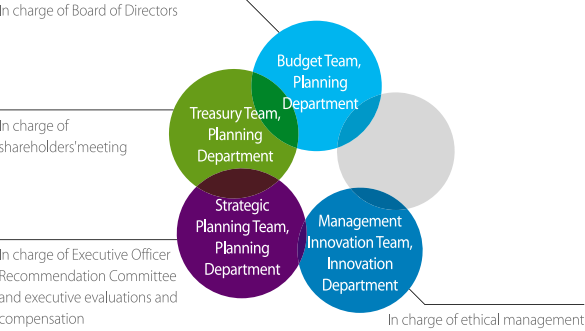 In charge of Board of Directors
Budget Team,
Planning
Department
Treasury Team,
Planning
Department
In charge of
shareholders'meeting
Strategic
Planning Team,
Planning
Department
Management
Innovation Team,
Innovation
Department
In charge of Executive Officer
Recommendation Committee
and executive evaluations and
compensation
In charge of ethical management